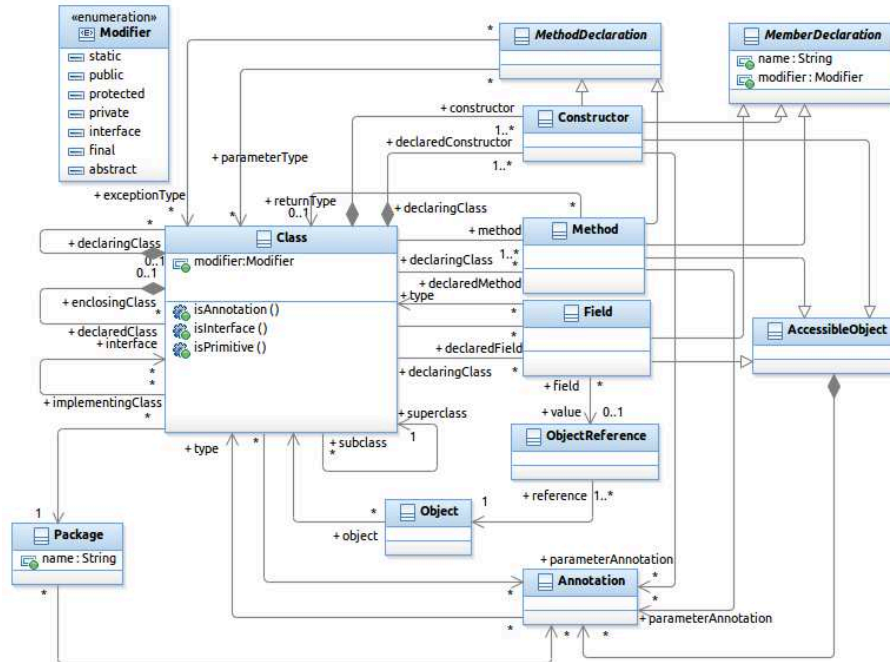 «enumeration»
Modifier
static
public
protected
private
interface
final
abstract
*
MethodDeclaration
*
MemberDeclaration
name : String
modifier : Modifier
+ constructor
1..*
Constructor
+ declaredConstructor
1..*
+ parameterType
+ exceptionType
*
*
+ returnType
0..1
*
+ declaringClass
*
+ declaringClass
0..1
0..1
Class
modifier:Modifier
isAnnotation ()
isInterface ()
isPrimitive ()
+ method
1..*
Method
+ declaringClass
*
+ declaredMethod
+ type
*
+ enclosingClass
*
+ declaredClass
+ interface
*
*
+ implementingClass
*
Field
*
+ declaredField
+ declaringClass
*
AccessibleObject
+ field
*
+ value
0..1
ObjectReference
+ reference
1..*
+ superclass
1
+ subclass
*
+ type
*
1
Package
name : String
*
*
Object
1
+ object
+ parameterAnnotation
*
Annotation
*
*
*
+ parameterAnnotation
*
*